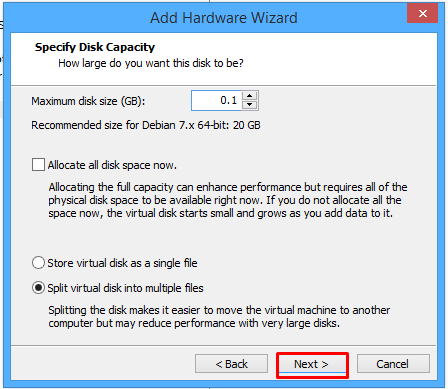 Add Hardware Wizard
Specify Disk Capacity
How large do you want this disk to be?
Maximum disk size (GB): 0.1
Recommended size for Debian 7.x 64-bit: 20 GB
Allocate all disk space now.
Allocating the full capacity can enhance performance but requires all of the
physical disk space to be available right now. If you do not allocate all the
space now, the virtual disk starts small and grows as you add data to it.
Store virtual disk as a single file
Split virtual disk into multiple files
Splitting the disk makes it easier to move the virtual machine to another
computer but may reduce performance with very large disks.
< Back Next > Cancel